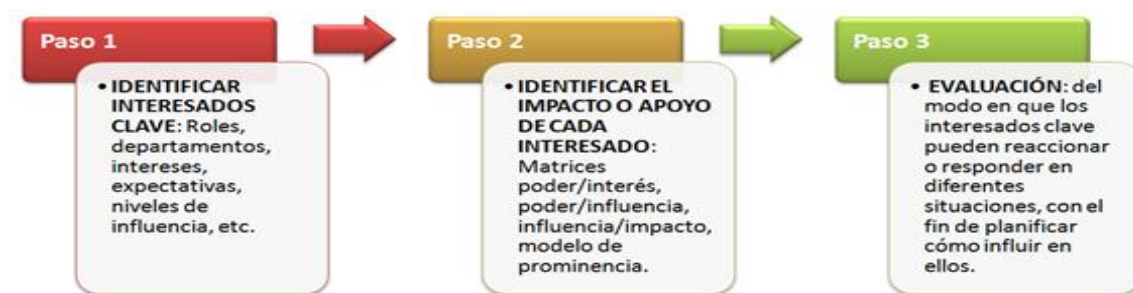 Paso 1
• IDENTIFICAR
INTERESADOS
CLAVE: Roles,
departamentos,
intereses,
expectativas,
niveles de
influencia, etc.
Paso 2
• IDENTIFICAR EL
IMPACTO O APOYO
DE CADA
INTERESADO:
Matrices
poder/interés,
poder/influencia,
influencia/impacto,
modelo de
prominencia.
Paso 3
• EVALUACIÓN: del
modo en que los
interesados clave
pueden reaccionar
o responder en
diferentes
situaciones, con el
fin de planificar
cómo influir en
ellos.